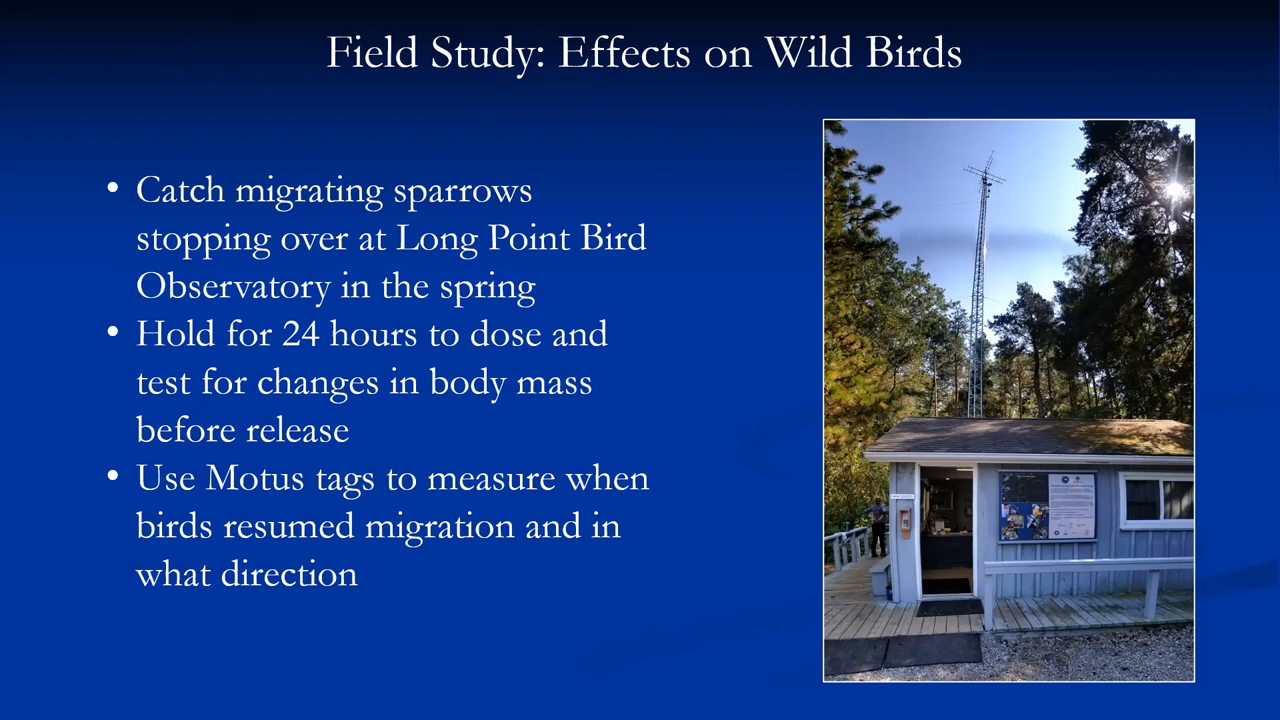 Field Study: Effects on Wild Birds
• Catch migrating sparrows
stopping over at Long Point Bird
Observatory in the spring
• Hold for 24 hours to dose and
test for changes in body mass
before release
• Use Motus tags to measure when
birds resumed migration and in
what direction